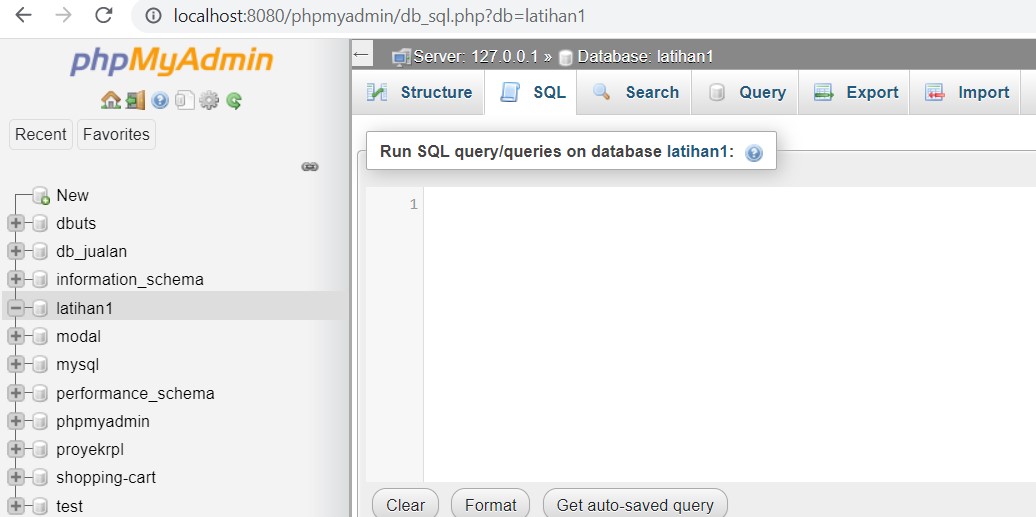 localhost:8080/phpmyadmin/db_sql.php?db=latihan1
phpMyAdmin
Recent Favorites
New
dbuts
db_jualan
information_schema
latihan1
modal
mysql
performance_schema
phpmyadmin
proyekrpl
shopping-cart
test
Server: 127.0.0.1 » Database: latihan1
Structure SQL Search Query Export Import
Run SQL query/queries on database latihan1:
1
Clear Format Get auto-saved query